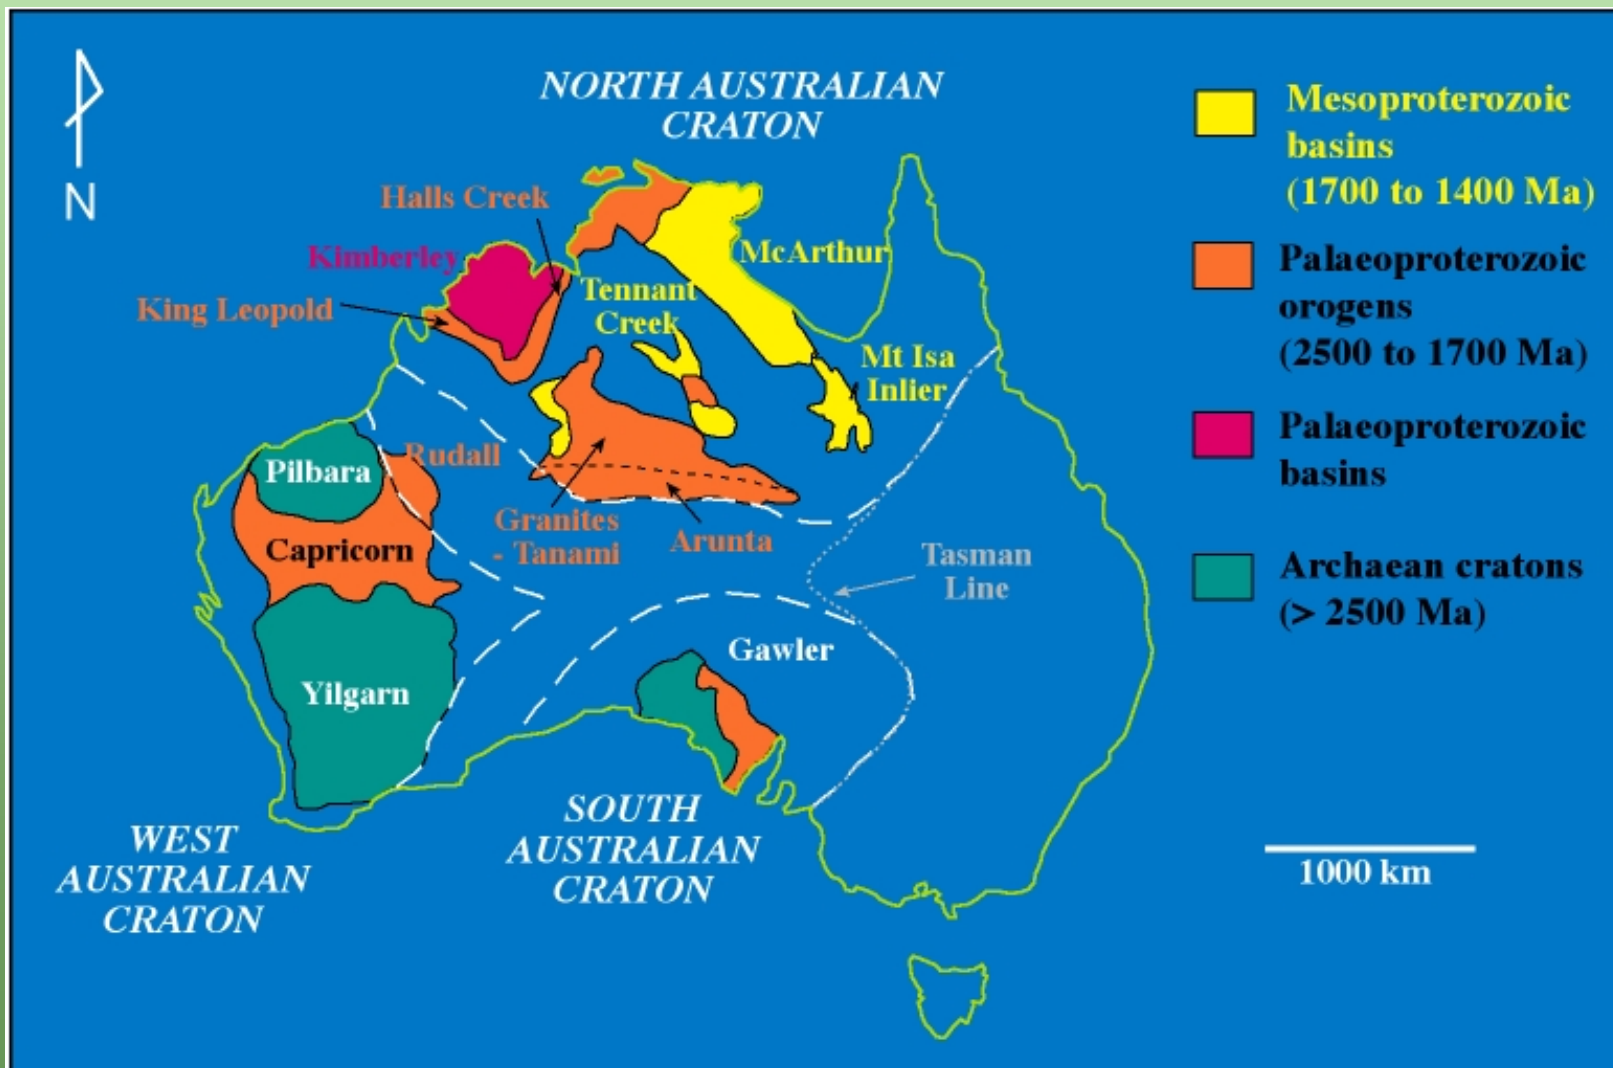 NORTH AUSTRALIAN
CRATON
N
Halls Creek
Kimberley
King Leopold
McArthur
Tennant
Creek
Mt Isa
Inlier
Rudall
Pilbara
Granites
- Tanami
Arunta
Capricorn
Tasman
Line
Gawler
Yilgarn
WEST
AUSTRALIAN
CRATON
SOUTH
AUSTRALIAN
CRATON
Mesoproterozoic
basins
(1700 to 1400 Ma)
Palaeoproterozoic
orogens
(2500 to 1700 Ma)
Palaeoproterozoic
basins
Archaean cratons
(> 2500 Ma)
1000 km